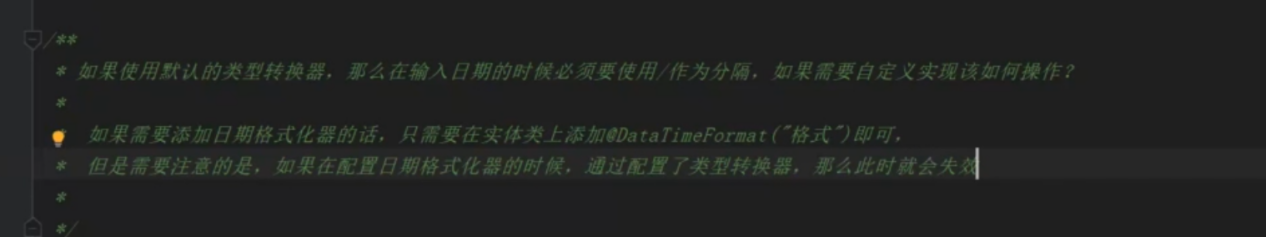 /**
* 如果使用默认的类型转换器，那么在输入日期的时候必须要使用/作为分隔，如果需要自定义实现该如何操作？
*
* 如果需要添加日期格式化器的话，只需要在实体类上添加@DataTimeFormat("格式")即可，
* 但是需要注意的是，如果在配置日期格式化器的时候，通过配置了类型转换器，那么此时就会失效
*
*/